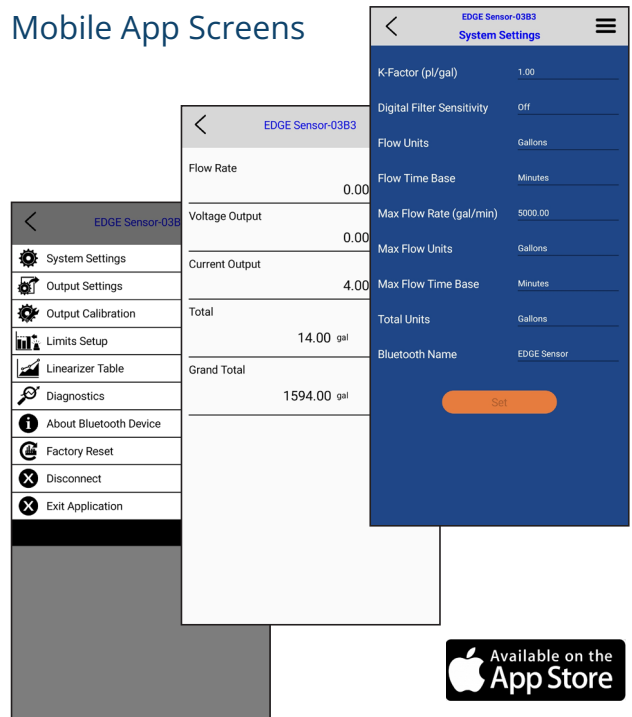 Mobile App Screens
EDGE Sensor-03B3
System Settings
K-Factor (pl/gal) 1.00
Digital Filter Sensitivity Off
Flow Units Gallons
Flow Time Base Minutes
Max Flow Rate (gal/min) 5000.00
Max Flow Units Gallons
Max Flow Time Base Minutes
Total Units Gallons
Bluetooth Name EDGE Sensor
Set
EDGE Sensor-03B3
Flow Rate
0.00
Voltage Output
0.00
Current Output
4.00
Total
14.00 gal
Grand Total
1594.00 gal
EDGE Sensor-03B
System Settings
Output Settings
Output Calibration
Limits Setup
Linearizer Table
Diagnostics
About Bluetooth Device
Factory Reset
Disconnect
Exit Application
Available on the
App Store